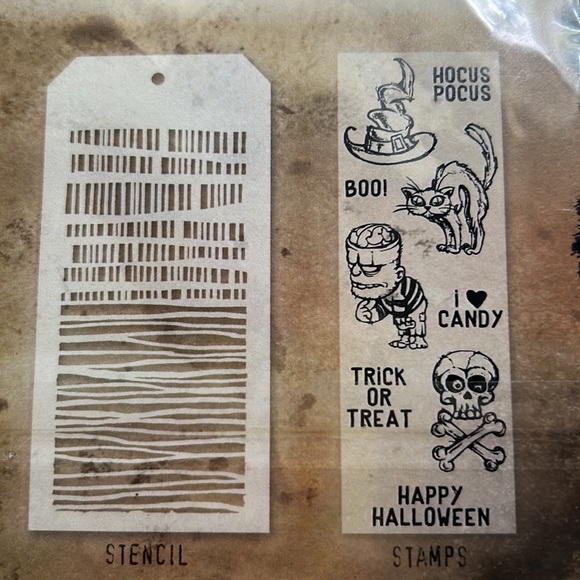 HOCUS
POCUS
BOO!
i ♥
CANDY
TRiCK
OR
TREAT
HAPPY
HALLOWEEN
STENCIL
STAMPS